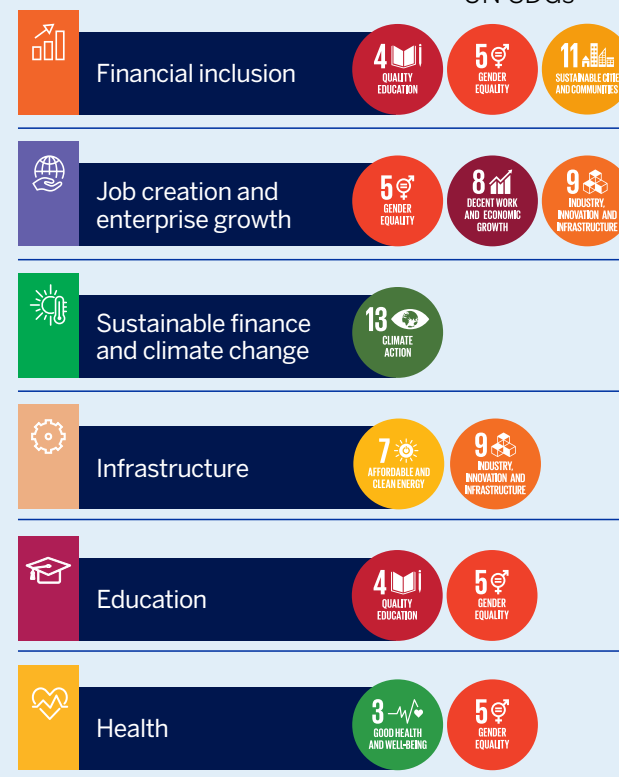 UN SDGs
Financial inclusion
4
QUALITY
EDUCATION
5
GENDER
EQUALITY
11
SUSTAINABLE CITIE
AND COMMUNITIES
Job creation and
enterprise growth
5
GENDER
EQUALITY
8
DECENT WORK
AND ECONOMIC
GROWTH
9
INDUSTRY,
INNOVATION AND
INFRASTRUCTURE
Sustainable finance
and climate change
13
CLIMATE
ACTION
Infrastructure
7
AFFORDABLE AND
CLEAN ENERGY
9
INDUSTRY,
INNOVATION AND
INFRASTRUCTURE
Education
4
QUALITY
EDUCATION
5
GENDER
EQUALITY
Health
3
GOOD HEALTH
AND WELL-BEING
5
GENDER
EQUALITY